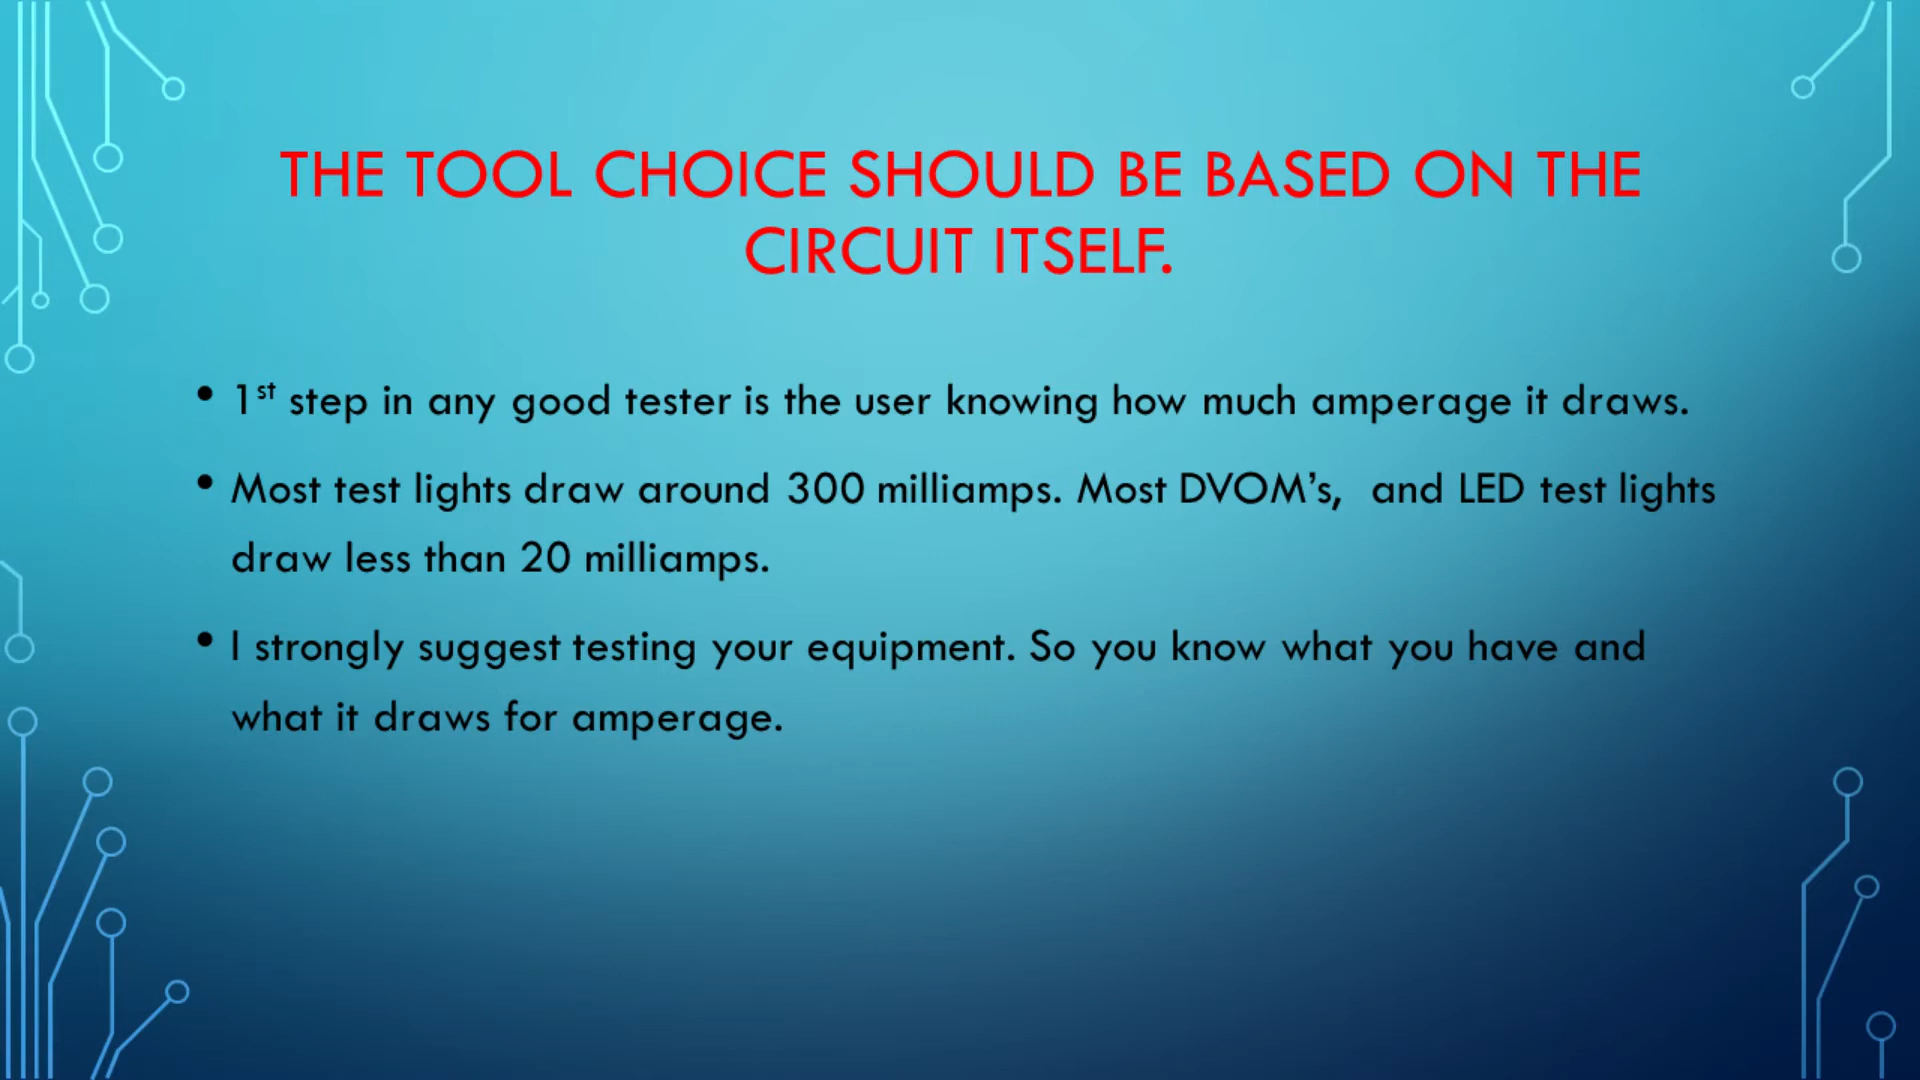 THE TOOL CHOICE SHOULD BE BASED ON THE
CIRCUIT ITSELF.
• 1st step in any good tester is the user knowing how much amperage it draws.
• Most test lights draw around 300 milliamps. Most DVOM's,  and LED test lights
draw less than 20 milliamps.
• I strongly suggest testing your equipment. So you know what you have and
what it draws for amperage.